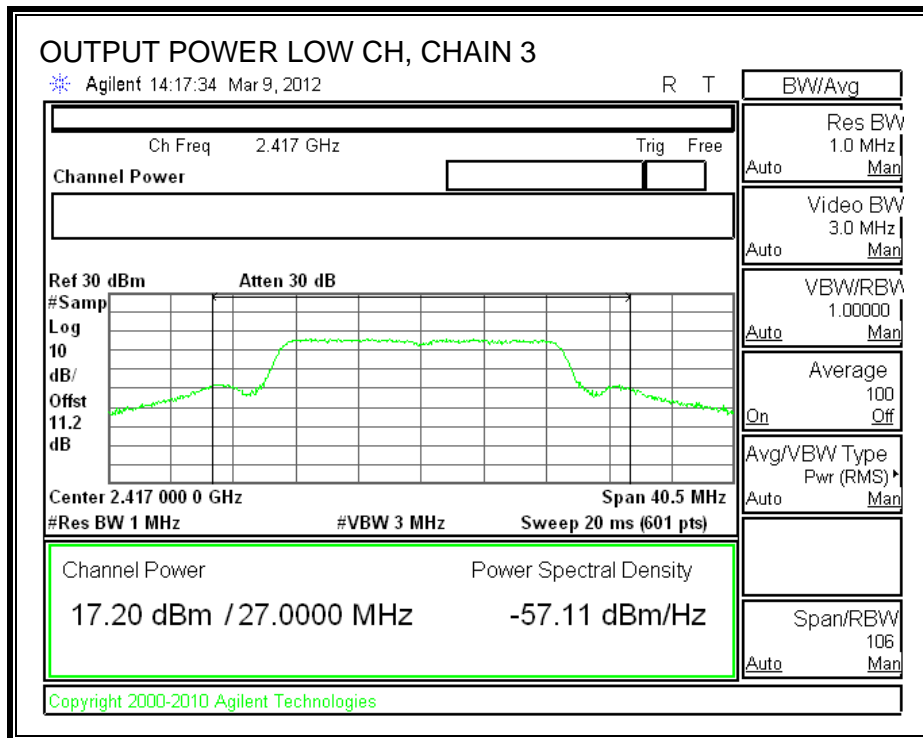 OUTPUT POWER LOW CH, CHAIN 3
Agilent 14:17:34 Mar 9, 2012 R T
BW/Avg
Res BW
1.0 MHz
Auto Man
Video BW
3.0 MHz
Auto Man
VBW/RBW
1.00000
Auto Man
Average
100
On Off
Avg/VBW Type
Pwr (RMS)
Auto Man
Span/RBW
106
Auto Man
Ch Freq 2.417 GHz Trig Free
Channel Power
Ref 30 dBm Atten 30 dB
#Samp
Log
10
dB/
Offst
11.2
dB
Center 2.417 000 0 GHz Span 40.5 MHz
#Res BW 1 MHz #VBW 3 MHz Sweep 20 ms (601 pts)
Channel Power Power Spectral Density
17.20 dBm / 27.0000 MHz -57.11 dBm/Hz
Copyright 2000-2010 Agilent Technologies